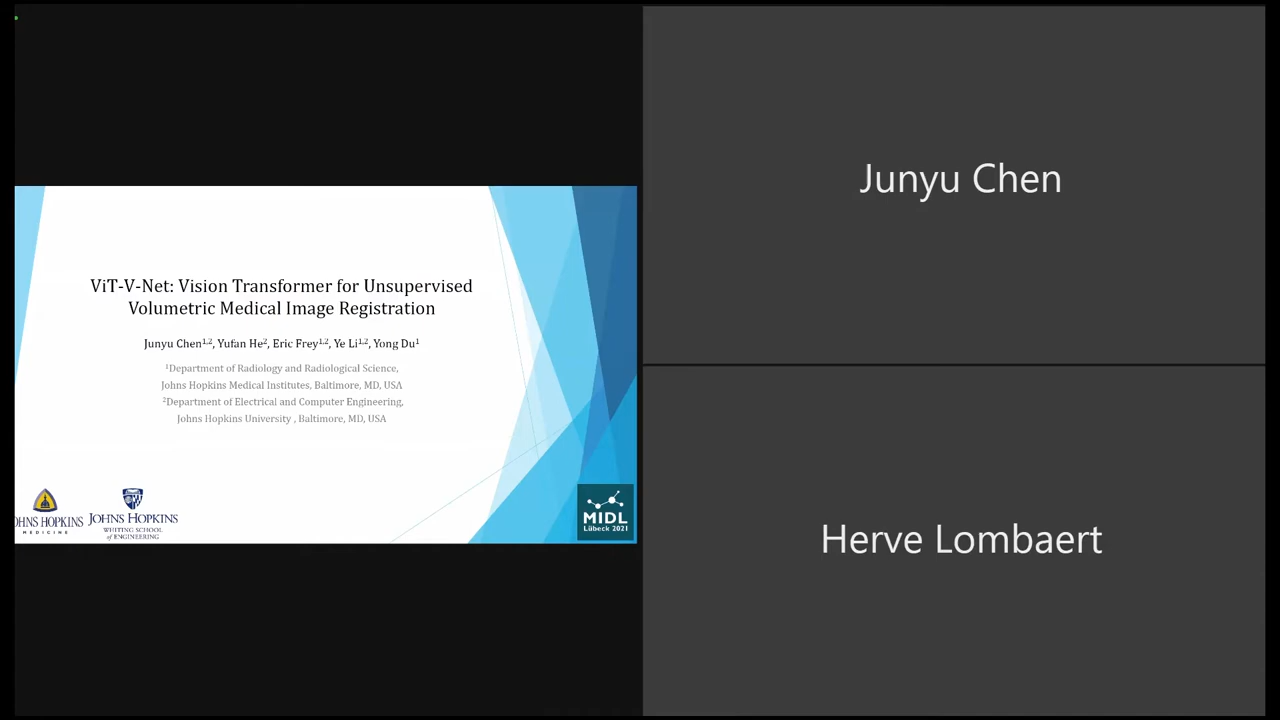 ViT-V-Net: Vision Transformer for Unsupervised
Volumetric Medical Image Registration
Junyu Chen1,2, Yufan He2, Eric Frey1,2, Ye Li1,2, Yong Du1
1Department of Radiology and Radiological Science,
Johns Hopkins Medical Institutes, Baltimore, MD, USA
2Department of Electrical and Computer Engineering,
Johns Hopkins University , Baltimore, MD, USA
OHNS HOPKINS
MEDICINE
JOHNS HOPKINS
WHITING SCHOOL
of ENGINEERING
MIDL
Lübeck 2021
Junyu Chen
Herve Lombaert